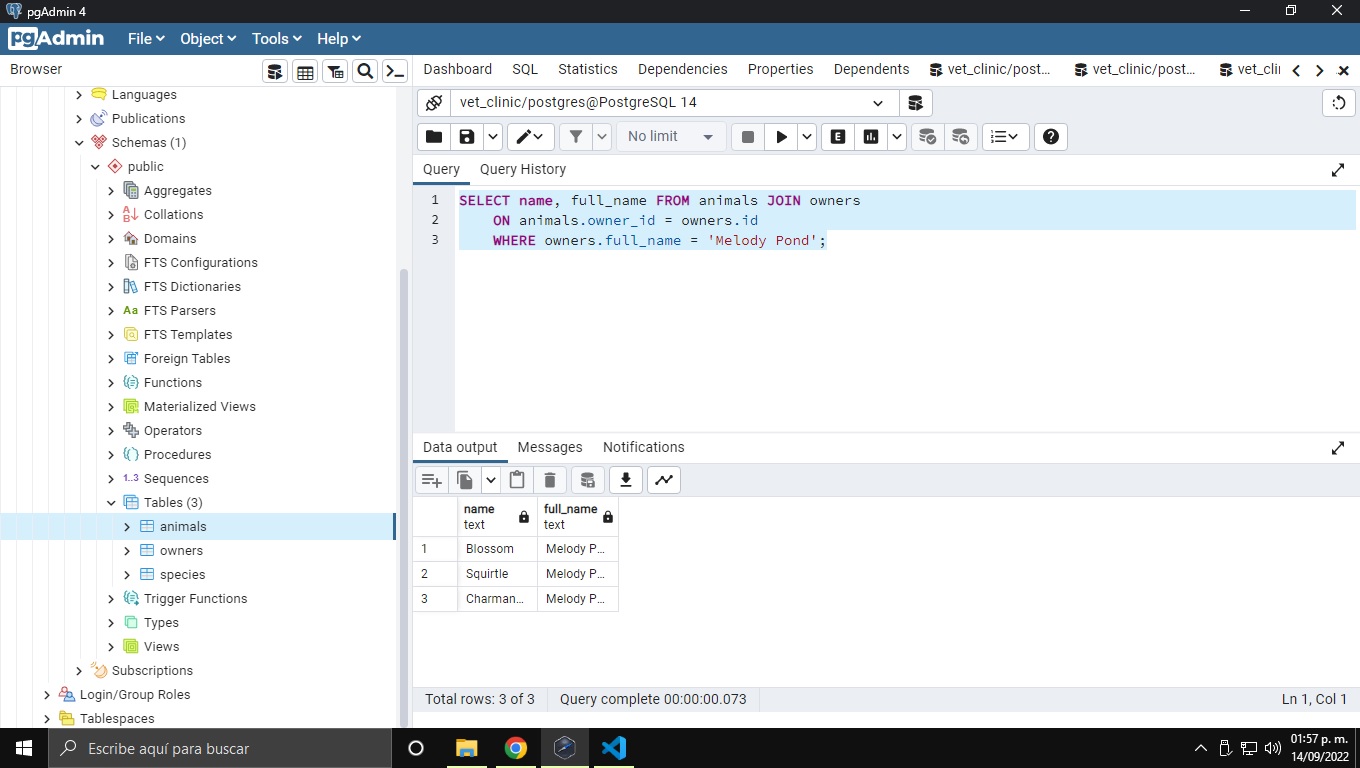 pgAdmin 4
pgAdmin File Object Tools Help
Browser
Dashboard SQL Statistics Dependencies Properties Dependents vet_clinic/post... vet_clinic/post... vet_cli
Languages
Publications
Schemas (1)
public
Aggregates
Collations
Domains
FTS Configurations
FTS Dictionaries
Aa FTS Parsers
FTS Templates
Foreign Tables
Functions
Materialized Views
Operators
Procedures
1..3 Sequences
Tables (3)
animals
owners
species
Trigger Functions
Types
Views
Subscriptions
Login/Group Roles
Tablespaces
vet_clinic/postgres@PostgreSQL 14
No limit E
Query Query History
1 SELECT name, full_name FROM animals JOIN owners
2 ON animals.owner_id = owners.id
3 WHERE owners.full_name = 'Melody Pond';
Data output Messages Notifications
name full_name
text text
1 Blossom Melody P...
2 Squirtle Melody P...
3 Charman... Melody P...
Total rows: 3 of 3 Query complete 00:00:00.073 Ln 1, Col 1
Escribe aquí para buscar
01:57 p. m.
14/09/2022